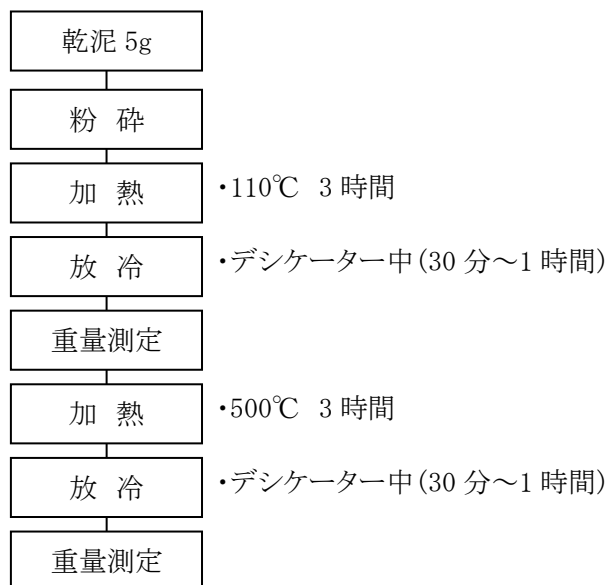 乾泥 5g
粉 砕
加 熱 ・110℃ 3 時間
放 冷 ・デシケーター中(30 分～1 時間)
重量測定
加 熱 ・500℃ 3 時間
放 冷 ・デシケーター中(30 分～1 時間)
重量測定